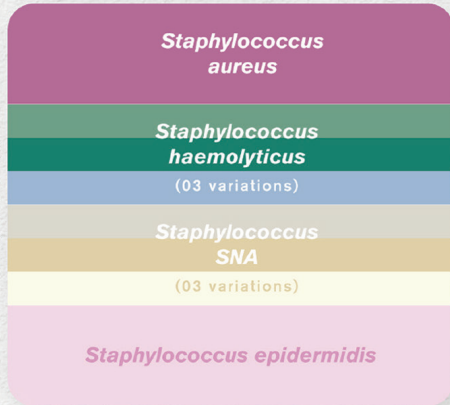 Staphylococcus
aureus
Staphylococcus
haemolyticus
(03 variations)
Staphylococcus
SNA
(03 variations)
Staphylococcus epidermidis